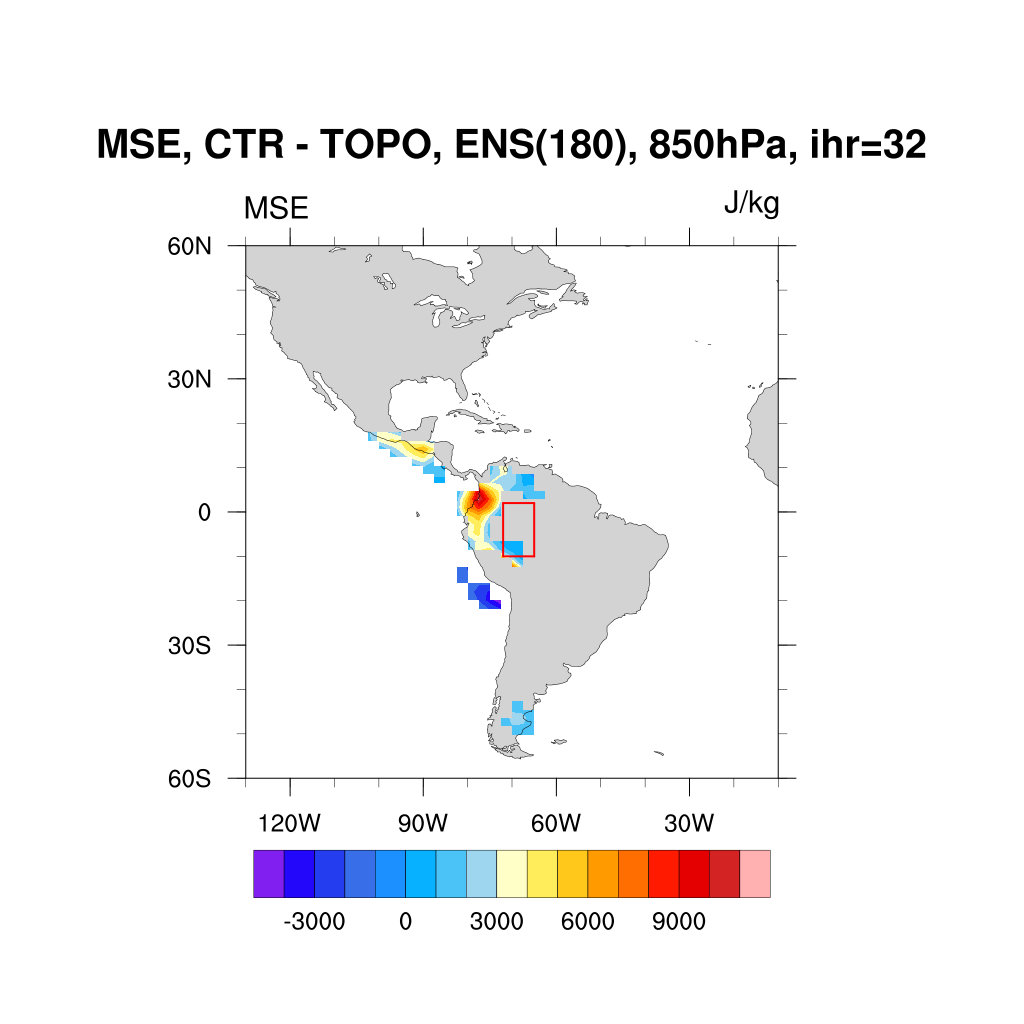 MSE, CTR - TOPO, ENS(180), 850hPa, ihr=32
MSE J/kg
60N
30N
0
30S
60S
120W 90W 60W 30W
-3000 0 3000 6000 9000